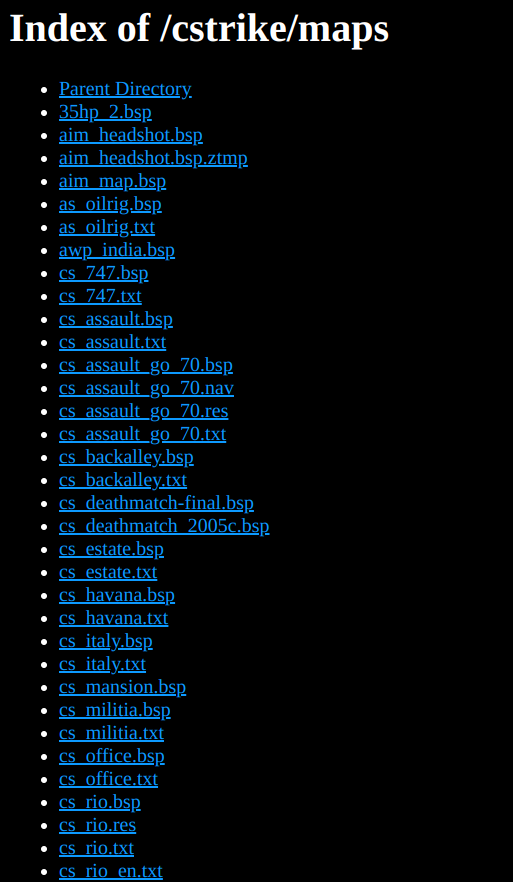 Index of /cstrike/maps
Parent Directory
35hp_2.bsp
aim_headshot.bsp
aim_headshot.bsp.ztmp
aim_map.bsp
as_oilrig.bsp
as_oilrig.txt
awp_india.bsp
cs_747.bsp
cs_747.txt
cs_assault.bsp
cs_assault.txt
cs_assault_go_70.bsp
cs_assault_go_70.nav
cs_assault_go_70.res
cs_assault_go_70.txt
cs_backalley.bsp
cs_backalley.txt
cs_deathmatch-final.bsp
cs_deathmatch_2005c.bsp
cs_estate.bsp
cs_estate.txt
cs_havana.bsp
cs_havana.txt
cs_italy.bsp
cs_italy.txt
cs_mansion.bsp
cs_militia.bsp
cs_militia.txt
cs_office.bsp
cs_office.txt
cs_rio.bsp
cs_rio.res
cs_rio.txt
cs_rio_en.txt